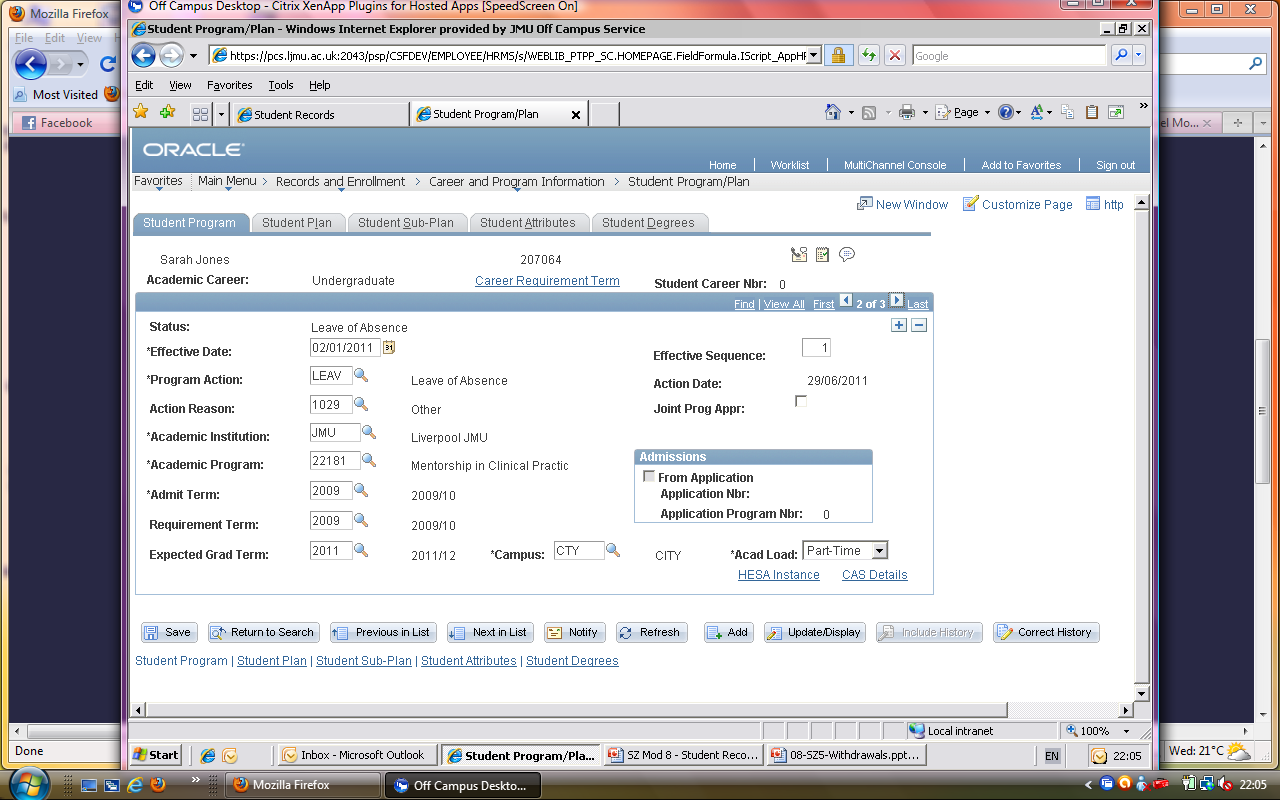 Mozilla Firefox
Off Campus Desktop - Citrix XenApp Plugins for Hosted Apps [SpeedScreen On]
File Edit View
Most Visited
Facebook
el Mo...
Student Program/Plan - Windows Internet Explorer provided by JMU Off Campus Service
https://pcs.ljmu.ac.uk:2043/psp/CSFDEV/EMPLOYEE/HRMS/s/WEBLIB_PTPP_SC.HOMEPAGE.FieldFormula.IScript_AppHP
Google
Edit View Favorites Tools Help
Student Records
Student Program/Plan
Page
ORACLE
Home Worklist MultiChannel Console Add to Favorites Sign out
Favorites Main Menu > Records and Enrollment > Career and Program Information > Student Program/Plan
New Window Customize Page http
Student Program Student Plan Student Sub-Plan Student Attributes Student Degrees
Sarah Jones 207064
Academic Career: Undergraduate Career Requirement Term Student Career Nbr: 0
Find | View All First 2 of 3 Last
Status: Leave of Absence
*Effective Date: 02/01/2011 31 Effective Sequence: 1
*Program Action: LEAV Leave of Absence Action Date: 29/06/2011
Action Reason: 1029 Other Joint Prog Appr:
*Academic Institution: JMU Liverpool JMU
*Academic Program: 22181 Mentorship in Clinical Practic
Admissions
From Application
Application Nbr:
Application Program Nbr: 0
*Admit Term: 2009 2009/10
Requirement Term: 2009 2009/10
Expected Grad Term: 2011 2011/12 *Campus: CTY CITY *Acad Load: Part-Time
HESA Instance CAS Details
Save Return to Search Previous in List Next in List Notify Refresh Add Update/Display Include History Correct History
Student Program | Student Plan | Student Sub-Plan | Student Attributes | Student Degrees
Local intranet 100%
Done
Wed: 21°C
Start Inbox - Microsoft Outlook Student Program/Pla... SZ Mod 8 - Student Reco... 08-SZ5-Withdrawals.ppt... EN 22:05
Mozilla Firefox Off Campus Deskto... 22:05